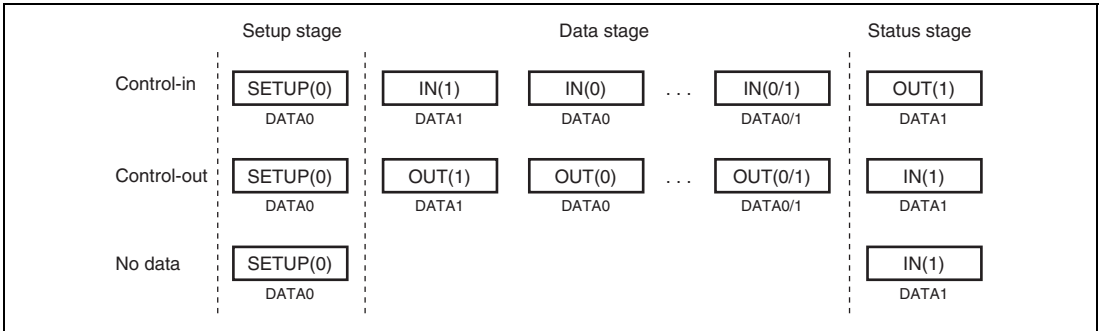 Setup stage Data stage Status stage
Control-in SETUP(0) IN(1) IN(0) . . . IN(0/1) OUT(1)
DATA0 DATA1 DATA0 DATA0/1 DATA1
Control-out SETUP(0) OUT(1) OUT(0) . . . OUT(0/1) IN(1)
DATA0 DATA1 DATA0 DATA0/1 DATA1
No data SETUP(0) IN(1)
DATA0 DATA1